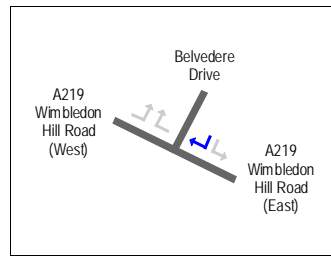 Belvedere
Drive
A219
Wimbledon
Hill Road
(West)
A219
Wimbledon
Hill Road
(East)